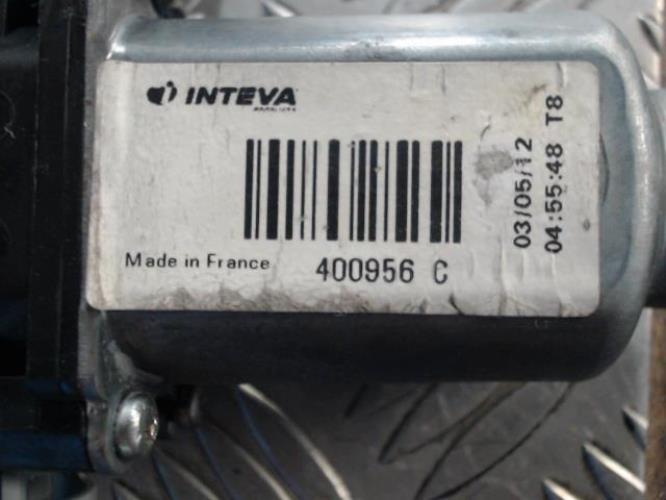 INTEVA
Made in France
400956 C
03/05/12
04:55:48 T8